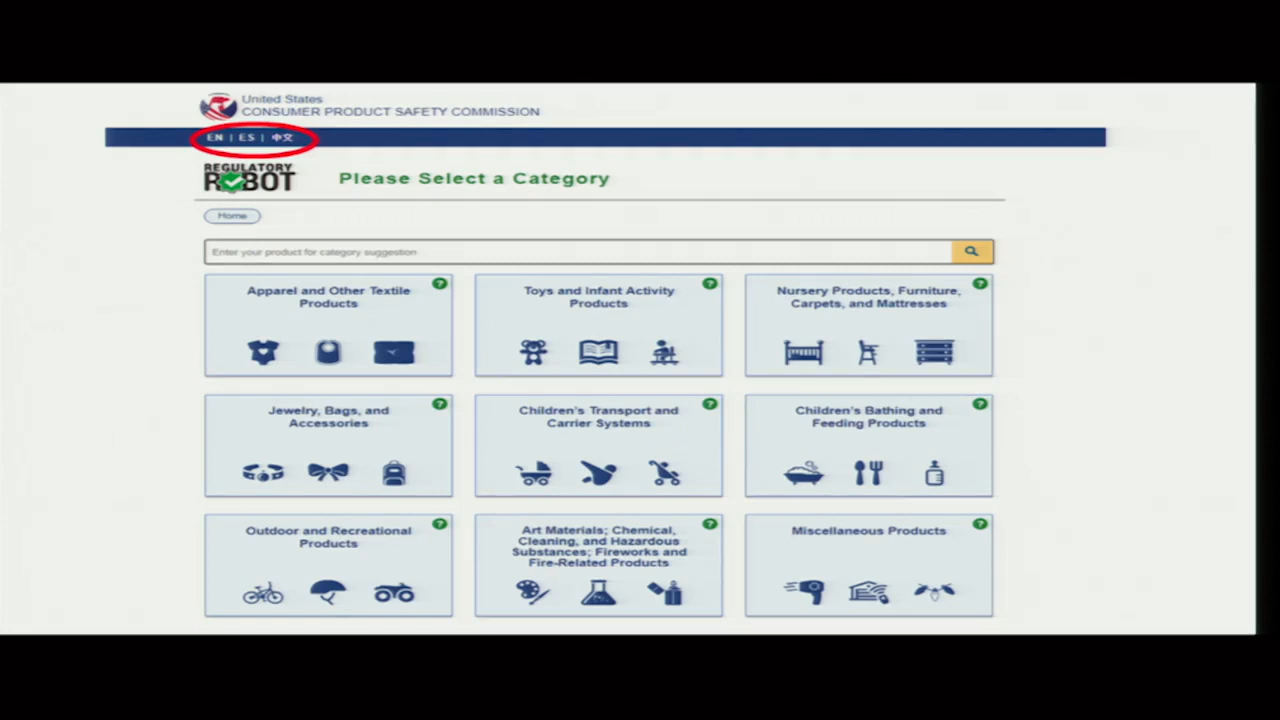 United States
CONSUMER PRODUCT SAFETY COMMISSION
EN | ES | 中文
REGULATORY
ROBOT
Please Select a Category
Home
Enter your product for category suggestion
Apparel and Other Textile
Products
?
Toys and Infant Activity
Products
?
Nursery Products, Furniture,
Carpets, and Mattresses
?
Jewelry, Bags, and
Accessories
?
Children's Transport and
Carrier Systems
?
Children's Bathing and
Feeding Products
?
Outdoor and Recreational
Products
?
Art Materials; Chemical,
Cleaning, and Hazardous
Substances; Fireworks and
Fire-Related Products
?
Miscellaneous Products
?